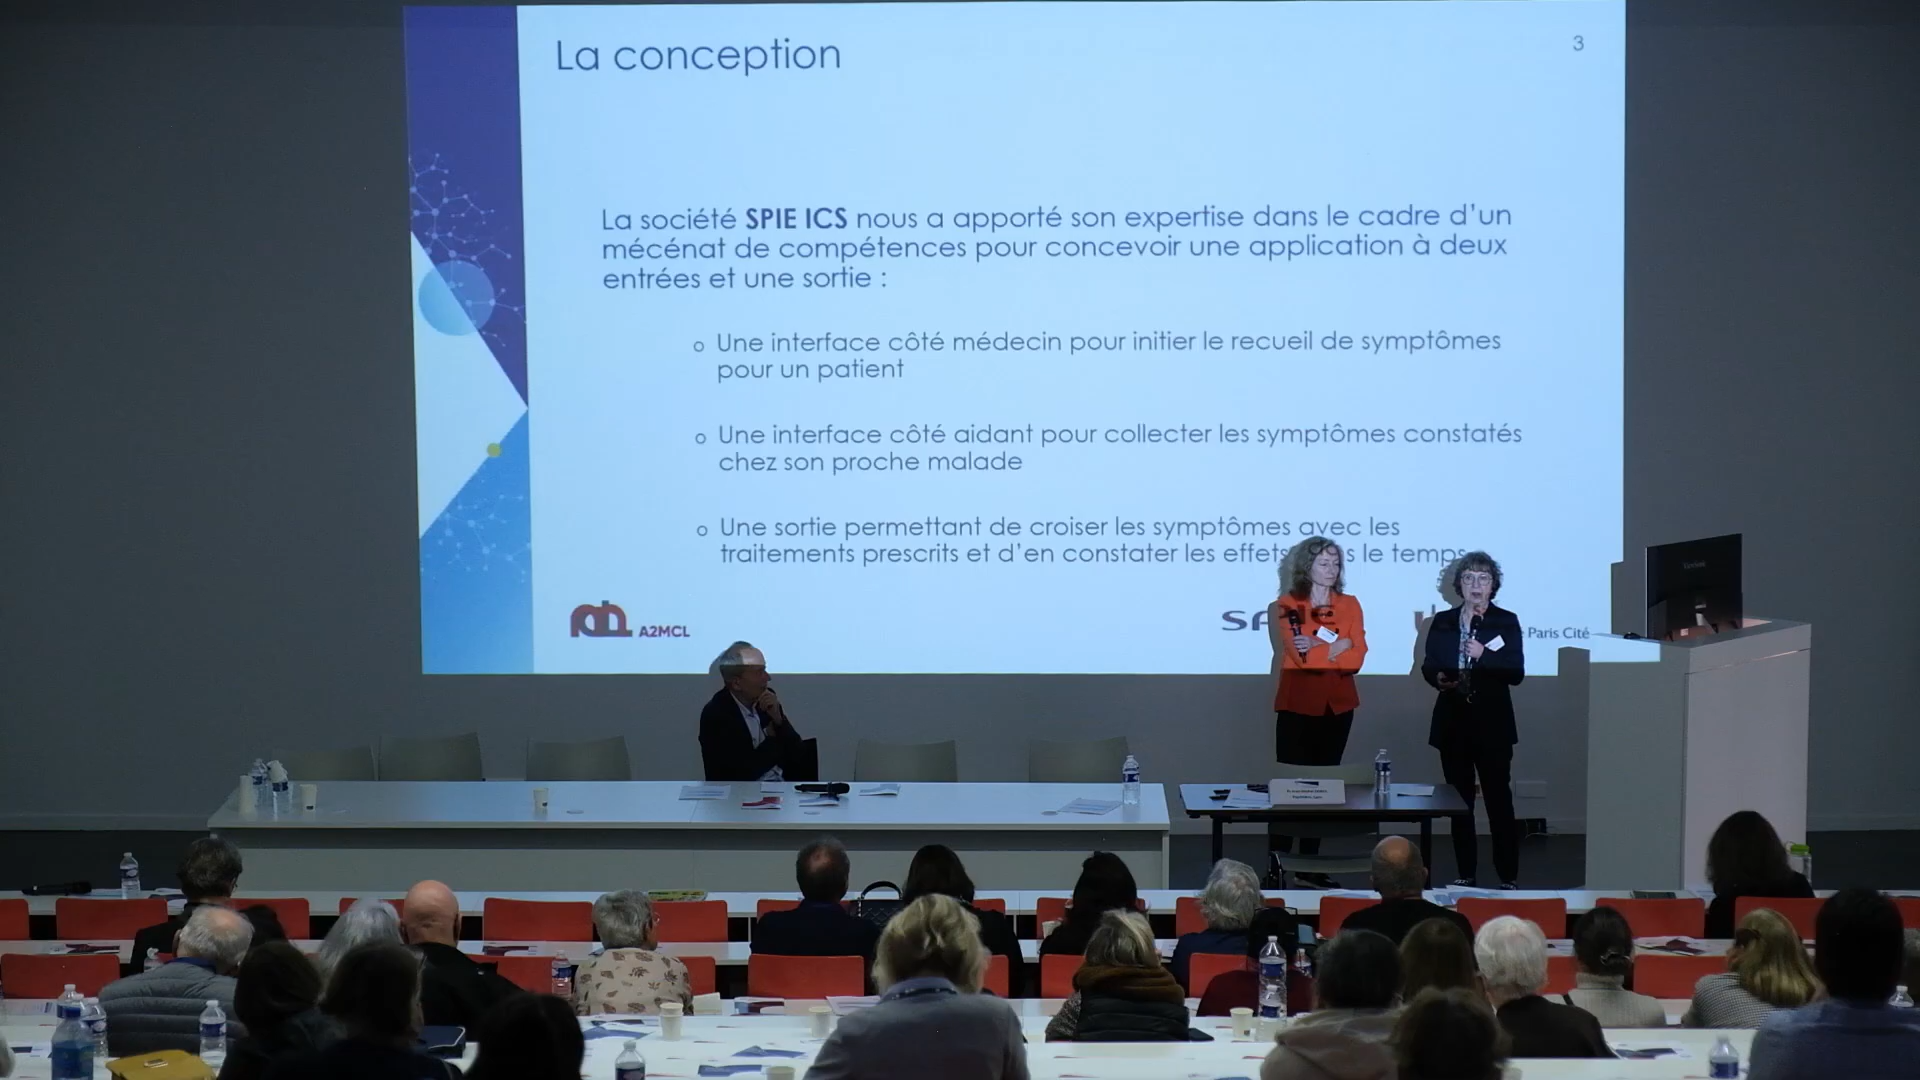 La conception
3
La société SPIE ICS nous a apporté son expertise dans le cadre d'un
mécénat de compétences pour concevoir une application à deux
entrées et une sortie :
Une interface côté médecin pour initier le recueil de symptômes
pour un patient
Une interface côté aidant pour collecter les symptômes constatés
chez son proche malade
Une sortie permettant de croiser les symptômes avec les
traitements prescrits et d'en constater les effets le temps
A2MCL
SPIE
Paris Cité